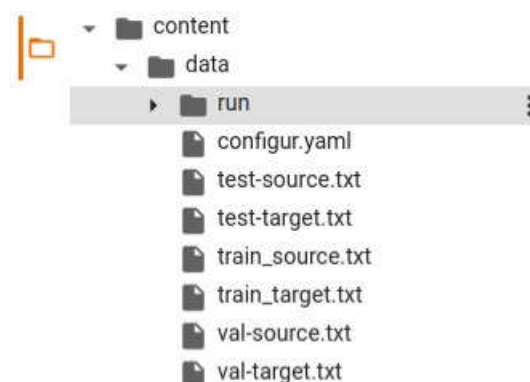 content
data
run
configur.yaml
test-source.txt
test-target.txt
train_source.txt
train_target.txt
val-source.txt
val-target.txt